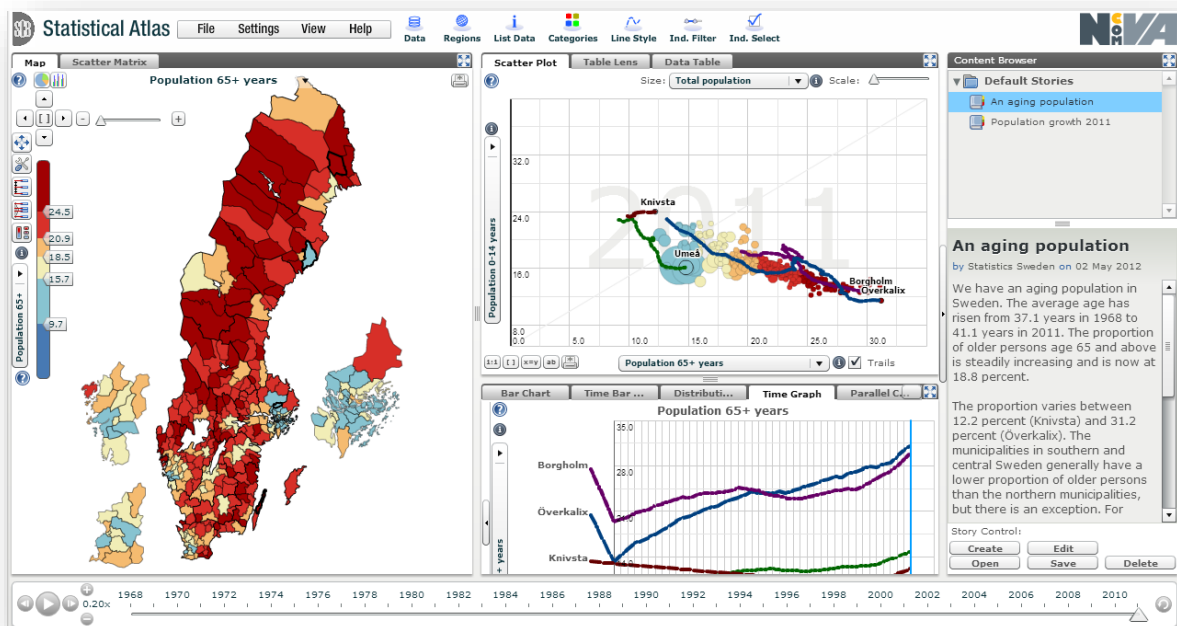 SCB Statistical Atlas
File Settings View Help
Data Regions List Data Categories Line Style Ind. Filter Ind. Select
NComVA
Map Scatter Matrix
Population 65+ years
24.5
20.9
18.5
15.7
9.7
Population 65+
Scatter Plot Table Lens Data Table
Size: Total population Scale:
2011
32.0
24.0
16.0
8.0
Population 0-14 years
Knivsta
Umeå
Borgholm
Överkalix
0.0 5.0 10.0 15.0 20.0 25.0 30.0
1:1 [ ] x=y ab
Population 65+ years Trails
Bar Chart Time Bar ... Distributi... Time Graph Parallel C...
Population 65+ years
35.0
28.0
Borgholm
Överkalix
Knivsta
+ years
Content Browser
Default Stories
An aging population
Population growth 2011
An aging population
by Statistics Sweden on 02 May 2012
We have an aging population in
Sweden. The average age has
risen from 37.1 years in 1968 to
41.1 years in 2011. The proportion
of older persons age 65 and above
is steadily increasing and is now at
18.8 percent.
The proportion varies between
12.2 percent (Knivsta) and 31.2
percent (Överkalix). The
municipalities in southern and
central Sweden generally have a
lower proportion of older persons
than the northern municipalities,
but there is an exception. For
Story Control:
Create Edit
Open Save Delete
0.20x
1968 1970 1972 1974 1976 1978 1980 1982 1984 1986 1988 1990 1992 1994 1996 1998 2000 2002 2004 2006 2008 2010